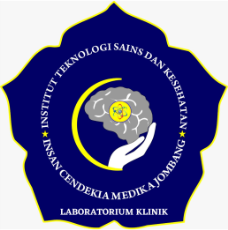 INSTITUT TEKNOLOGI SAINS DAN KESEHATAN
INSAN CENDEKIA MEDIKA JOMBANG
LABORATORIUM KLINIK